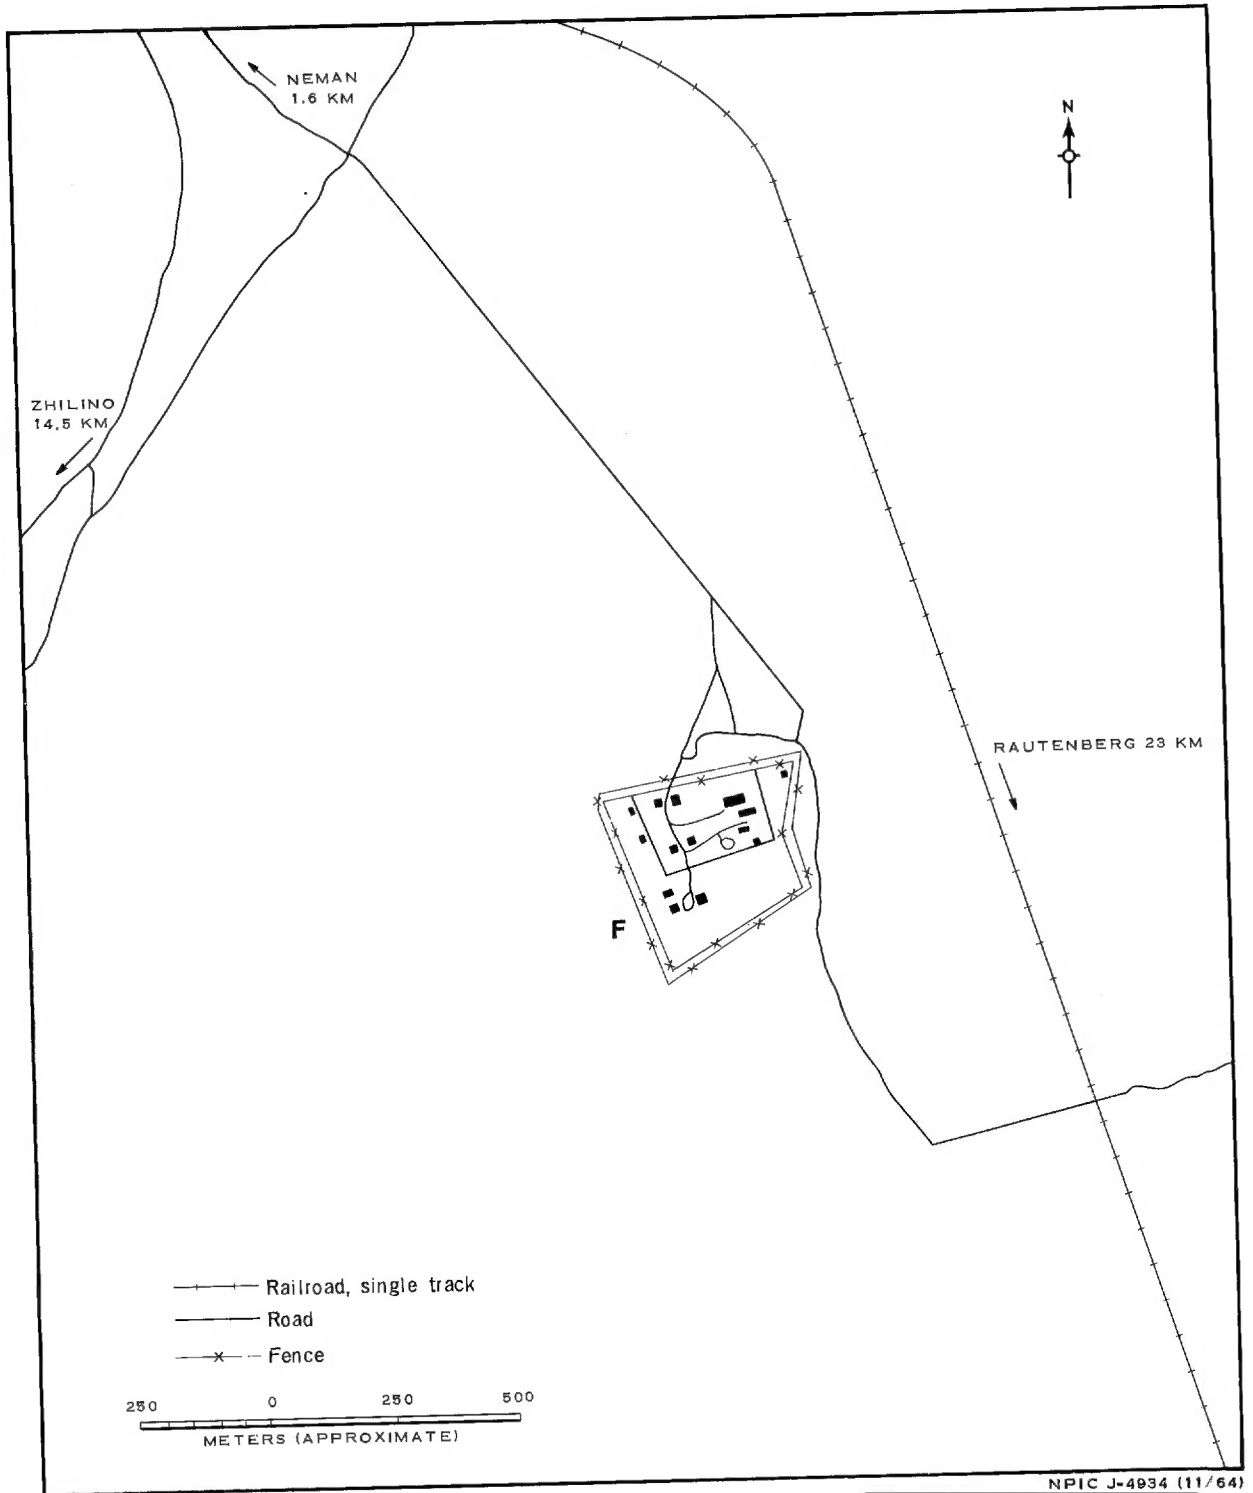 NEMAN
1.6 KM
N
ZHILINO
14.5 KM
RAUTENBERG 23 KM
F
Railroad, single track
Road
Fence
250 0 250 500
METERS (APPROXIMATE)
NPIC J-4934 (11/64)